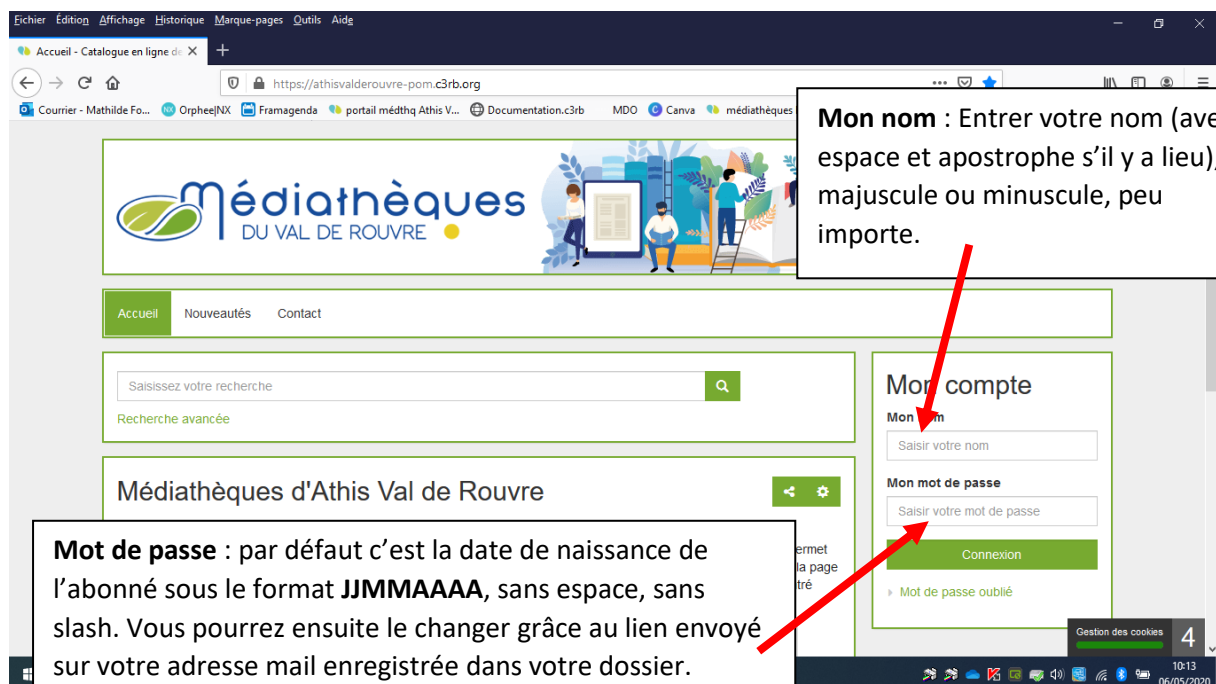 Fichier Édition Affichage Historique Marque-pages Outils Aide
Accueil - Catalogue en ligne de
https://athisvalderouvre-pom.c3rb.org
Courrier - Mathilde Fo... Orphee|NX Framagenda portail médthq Athis V... Documentation.c3rb MDO Canva médiathèques
Mon nom : Entrer votre nom (ave
espace et apostrophe s'il y a lieu),
majuscule ou minuscule, peu
importe.
Médiathèques
DU VAL DE ROUVRE
Accueil Nouveautés Contact
Saisissez votre recherche
Recherche avancée
Mon compte
Mon nom
Saisir votre nom
Mon mot de passe
Saisir votre mot de passe
Connexion
Mot de passe oublié
Médiathèques d'Athis Val de Rouvre
ermet
la page
tré
Mot de passe : par défaut c'est la date de naissance de
l'abonné sous le format JJMMAAAA, sans espace, sans
slash. Vous pourrez ensuite le changer grâce au lien envoyé
sur votre adresse mail enregistrée dans votre dossier.
Gestion des cookies 4
10:13
06/05/2020